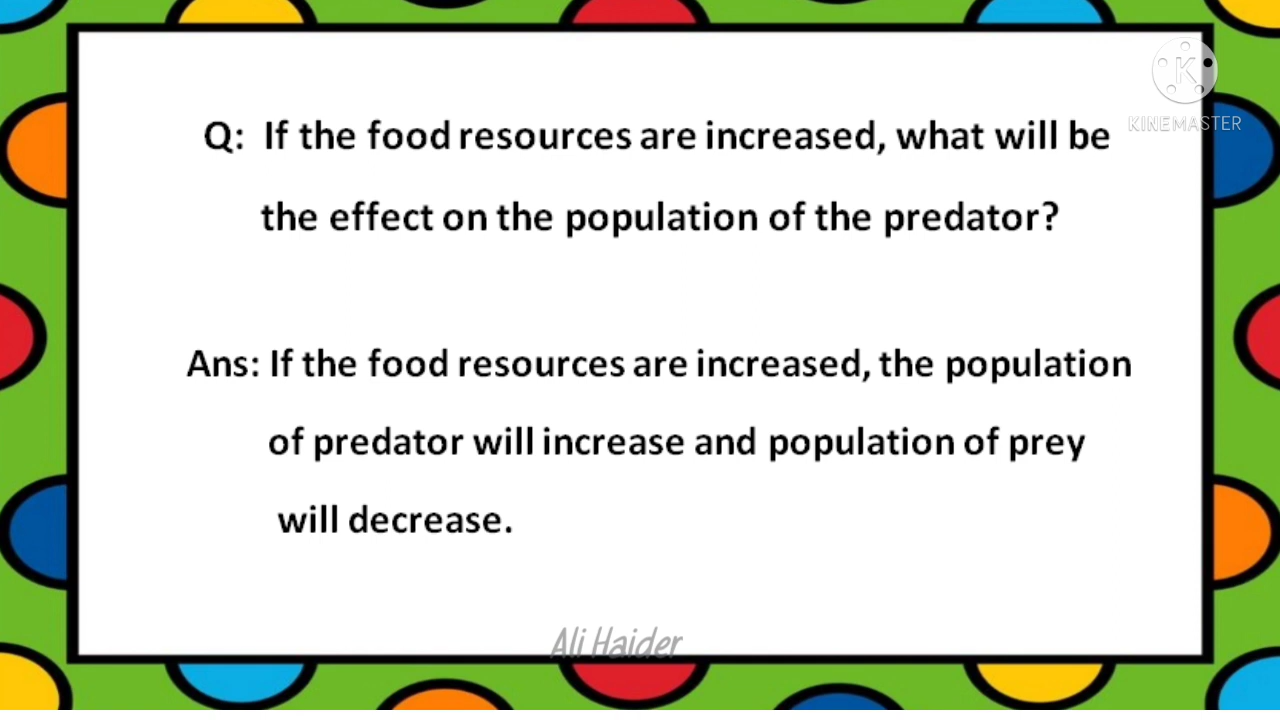 KINEMASTER
Q: If the food resources are increased, what will be
the effect on the population of the predator?
Ans: If the food resources are increased, the population
of predator will increase and population of prey
will decrease.
Ali Haider